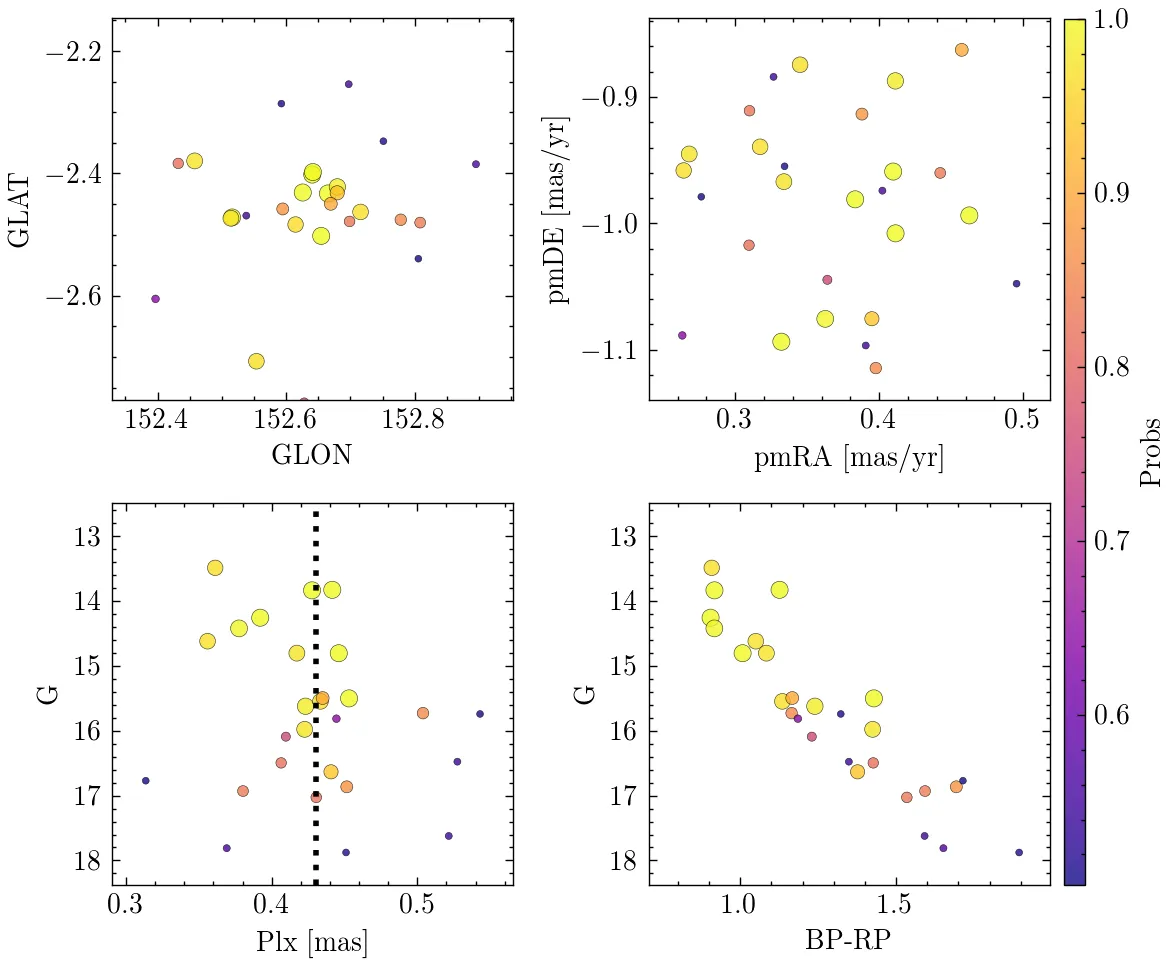 −2.2
−2.4
−2.6
GLAT
152.4 152.6 152.8
GLON
−0.9
−1.0
−1.1
pmDE [mas/yr]
0.3 0.4 0.5
pmRA [mas/yr]
1.0
0.9
0.8
0.7
0.6
Probs
13
14
15
16
17
18
G
0.3 0.4 0.5
Plx [mas]
13
14
15
16
17
18
G
1.0 1.5
BP-RP